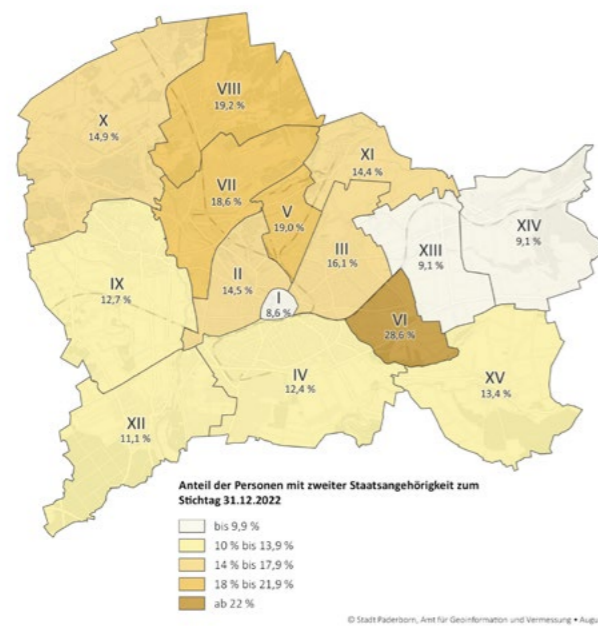 VIII
19,2 %
X
14,9 %
XI
14,4 %
VII
18,6 %
V
19,0 %
III
16,1 %
XIV
9,1 %
XIII
9,1 %
IX
12,7 %
II
14,5 %
I
8,6 %
VI
28,6 %
IV
12,4 %
XV
13,4 %
XII
11,1 %
Anteil der Personen mit zweiter Staatsangehörigkeit zum
Stichtag 31.12.2022
bis 9,9 %
10 % bis 13,9 %
14 % bis 17,9 %
18 % bis 21,9 %
ab 22 %
© Stadt Paderborn, Amt für Geoinformation und Vermessung • Augu